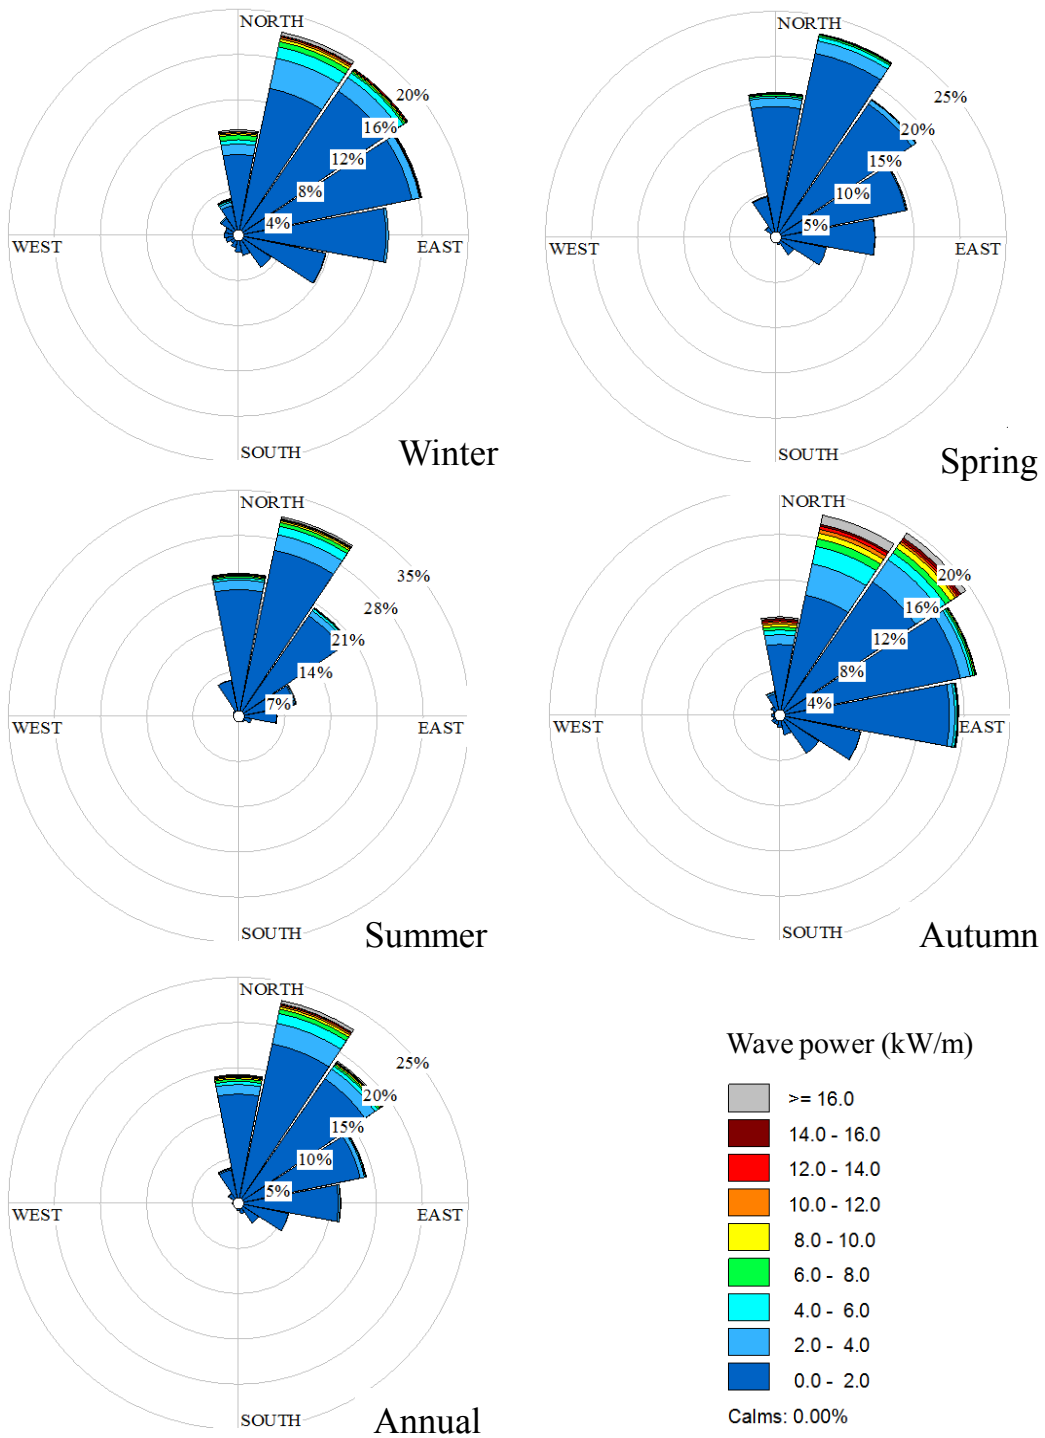 NORTH
20%
16%
12%
8%
4%
WEST
EAST
SOUTH
Winter
NORTH
25%
20%
15%
10%
5%
WEST
EAST
SOUTH
Spring
NORTH
35%
28%
21%
14%
7%
WEST
EAST
SOUTH
Summer
NORTH
20%
16%
12%
8%
4%
WEST
EAST
SOUTH
Autumn
NORTH
25%
20%
15%
10%
5%
WEST
EAST
SOUTH
Annual
Wave power (kW/m)
>= 16.0
14.0 - 16.0
12.0 - 14.0
10.0 - 12.0
8.0 - 10.0
6.0 - 8.0
4.0 - 6.0
2.0 - 4.0
0.0 - 2.0
Calms: 0.00%